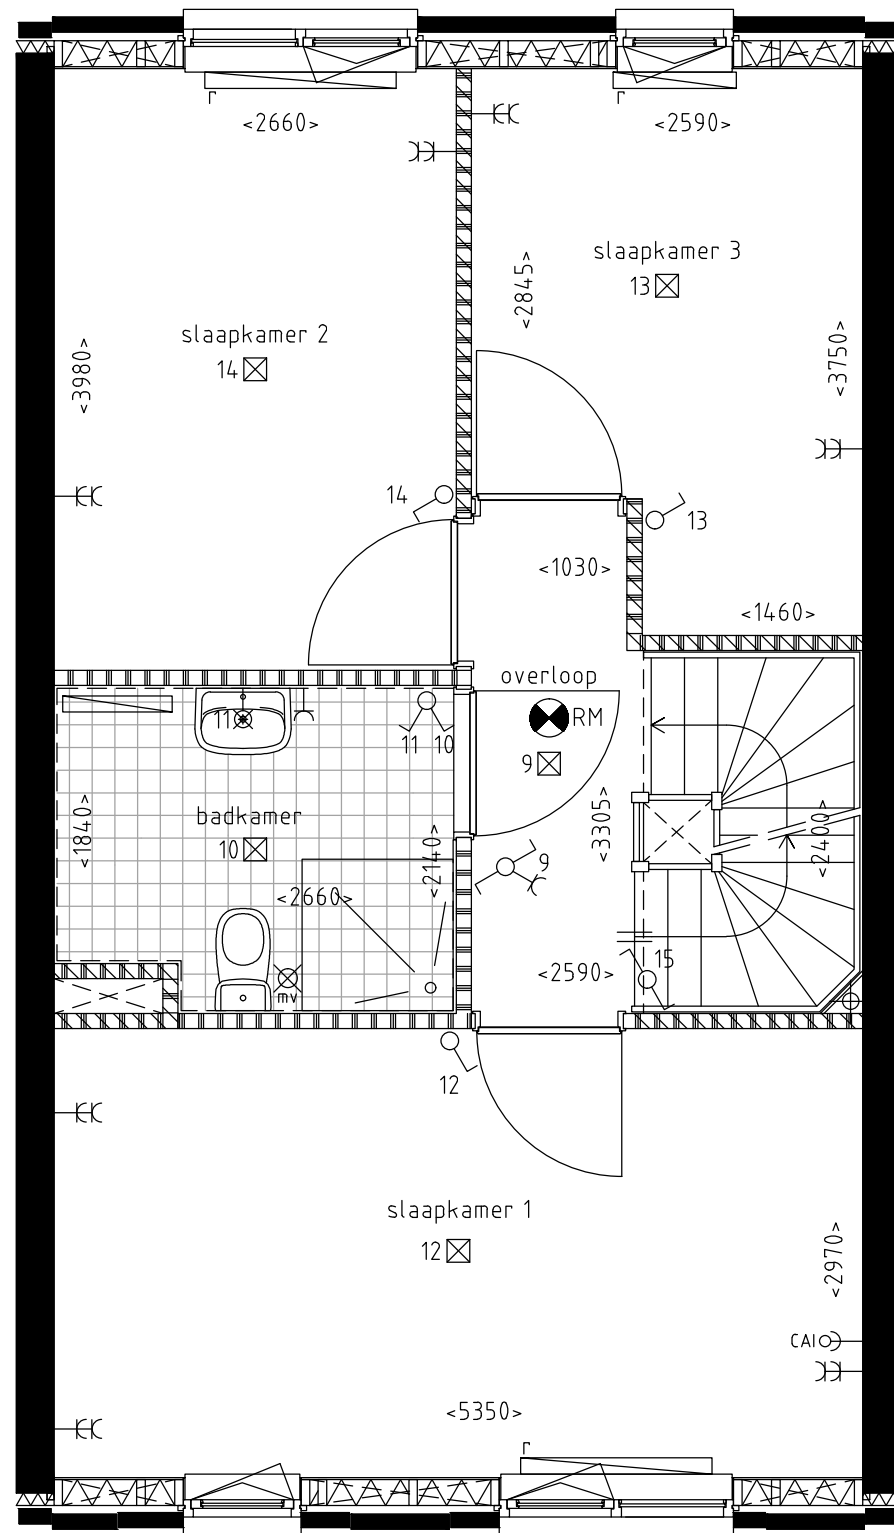 r
r
<2660>
<2590>
slaapkamer 3
13
<2845>
slaapkamer 2
14
<3980>
<3750>
14
13
<1030>
<1460>
overloop
RM
9
11
11 10
badkamer
10
<1840>
<2140>
<3305>
<2400>
9
<2660>
mv
<2590>
15
12
slaapkamer 1
12
<2970>
CAI
<5350>
r